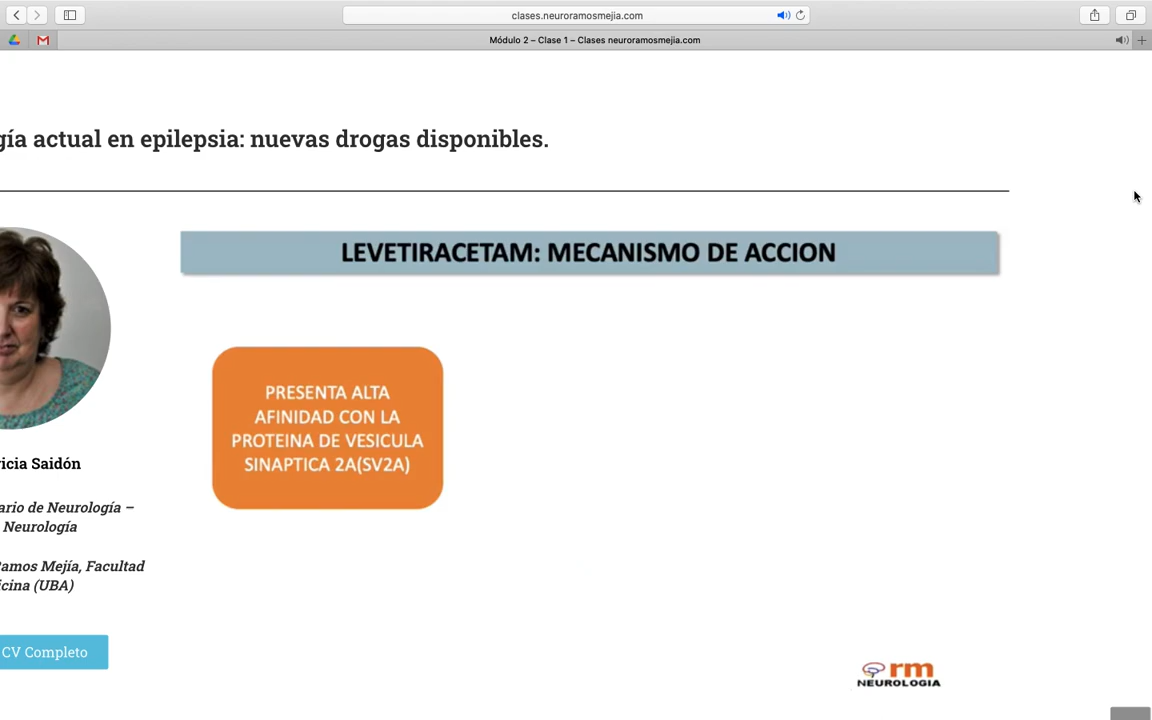 clases.neuroramosmejia.com
Módulo 2 – Clase 1 – Clases neuroramosmejia.com
gía actual en epilepsia: nuevas drogas disponibles.
LEVETIRACETAM: MECANISMO DE ACCION
PRESENTA ALTA
AFINIDAD CON LA
PROTEINA DE VESICULA
SINAPTICA 2A(SV2A)
ricia Saidón
ario de Neurología –
Neurología
Ramos Mejía, Facultad
icina (UBA)
CV Completo
rm
NEUROLOGIA